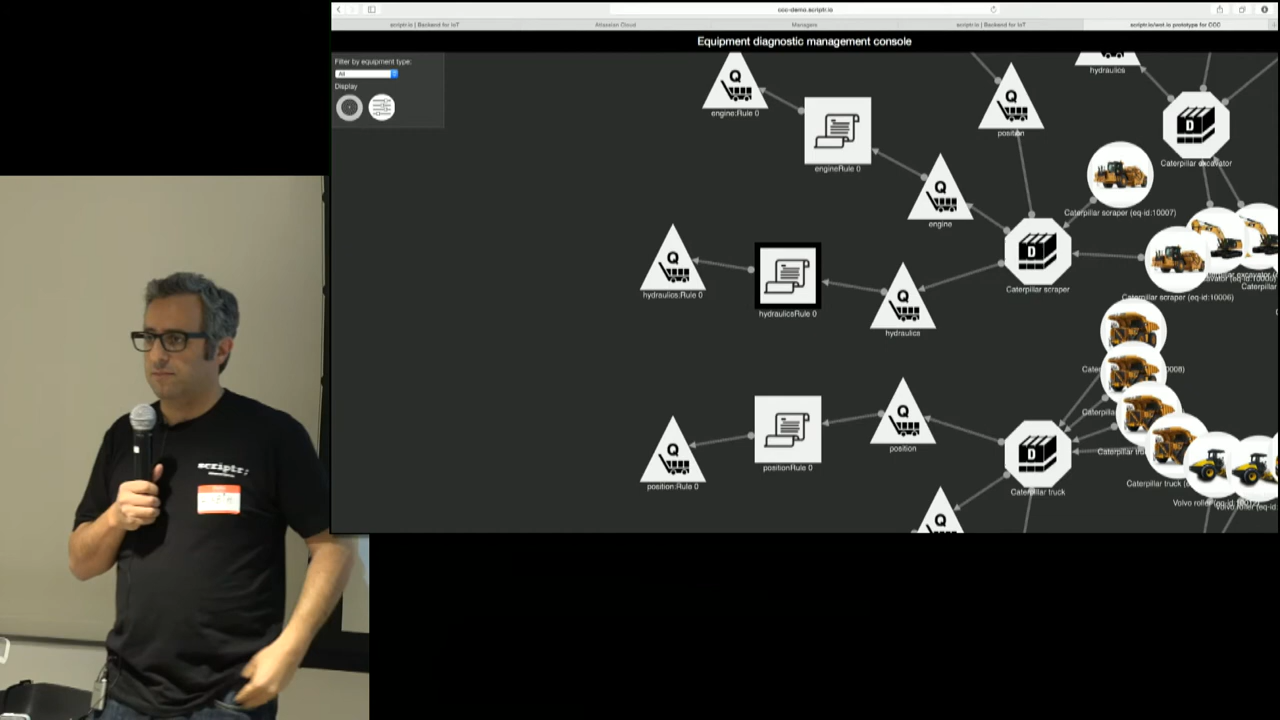 ccc-demo.scriptr.io
scriptr.io | Backend for IoT
Atlassian Cloud
Managers
scriptr.io | Backend for IoT
scriptr.io/wot.io prototype for CCC
Equipment diagnostic management console
Filter by equipment type:
All
Display
Q
engine:Rule 0
engineRule 0
Q
position
hydraulics
D
Caterpillar excavator
Q
engine
Caterpillar scraper (eq-id:10007)
D
Caterpillar scraper
Caterpillar scraper (eq-id:10006)
Q
hydraulics:Rule 0
hydraulicsRule 0
Q
hydraulics
Q
position:Rule 0
positionRule 0
Q
position
D
Caterpillar truck
Caterpillar truck
Volvo roller
Q
scriptr: